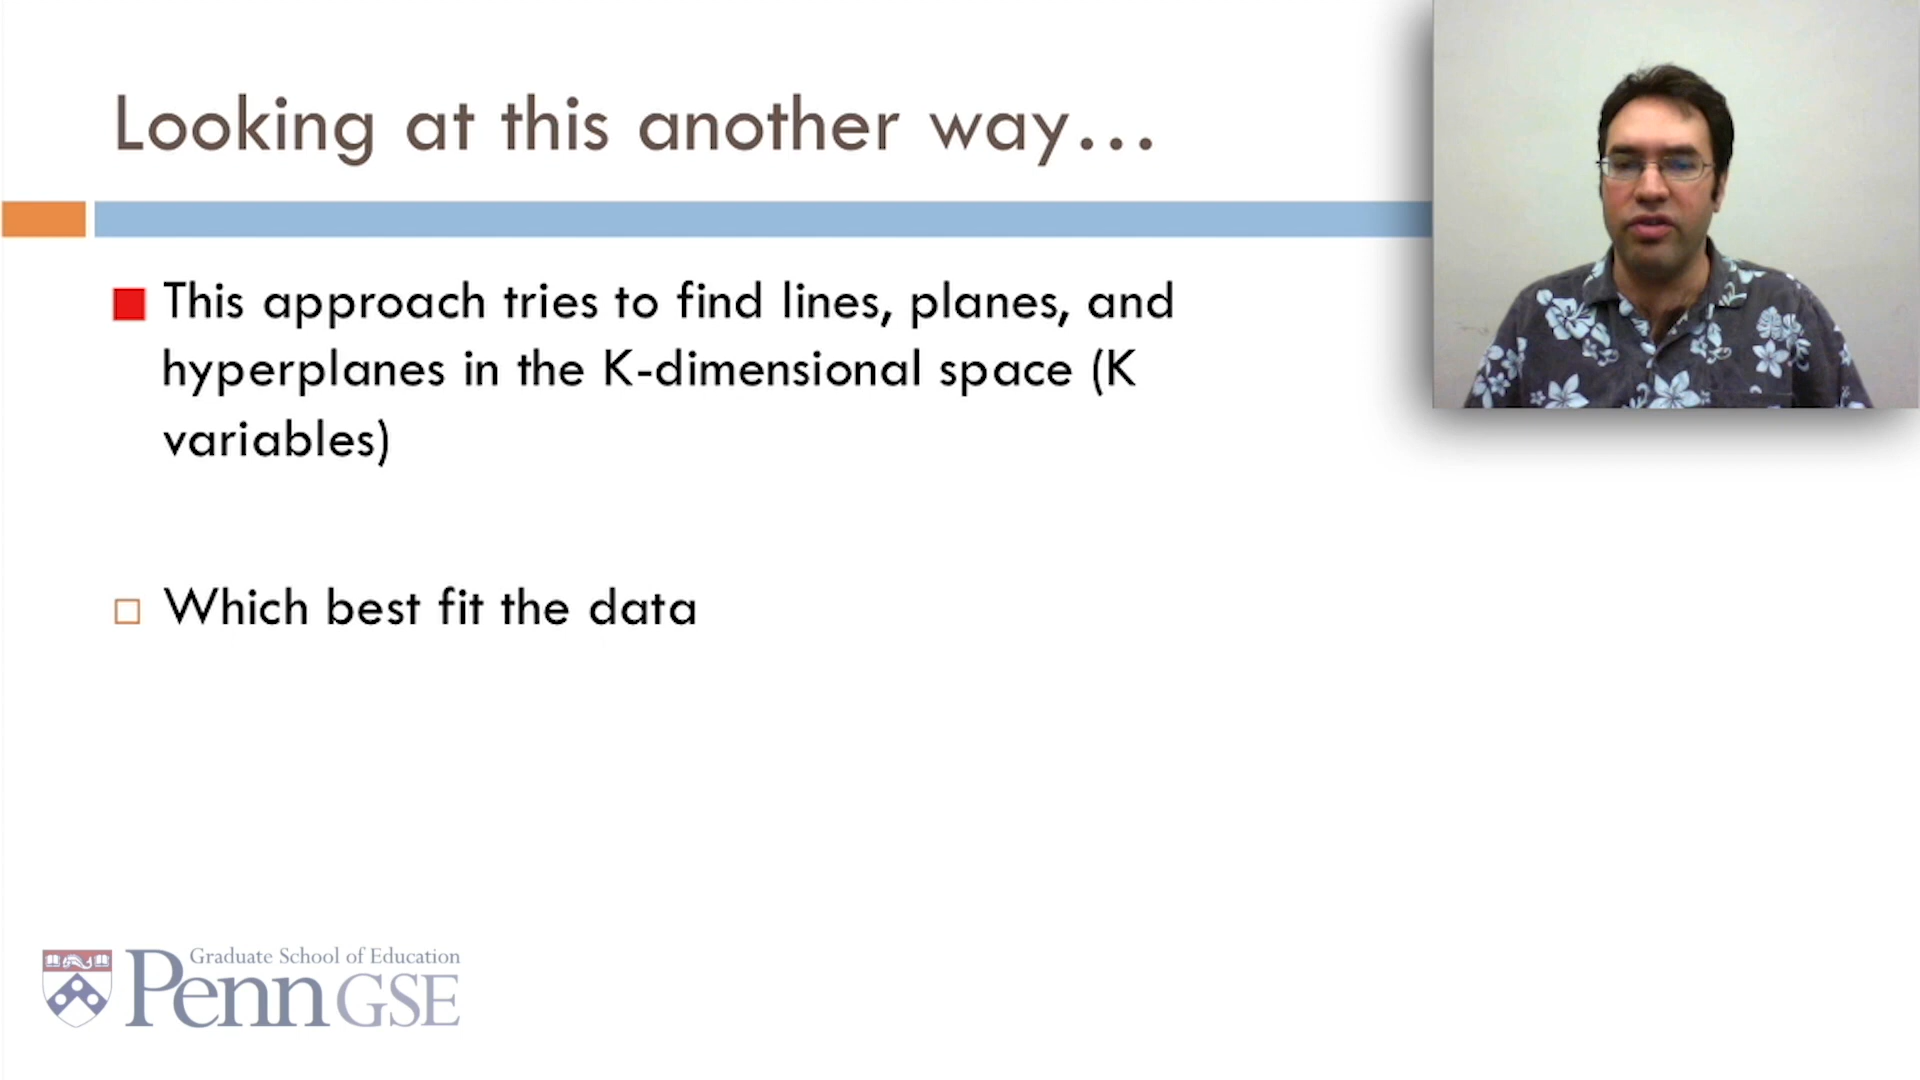 Looking at this another way...
This approach tries to find lines, planes, and
hyperplanes in the K-dimensional space (K
variables)
Which best fit the data
Graduate School of Education
Penn GSE